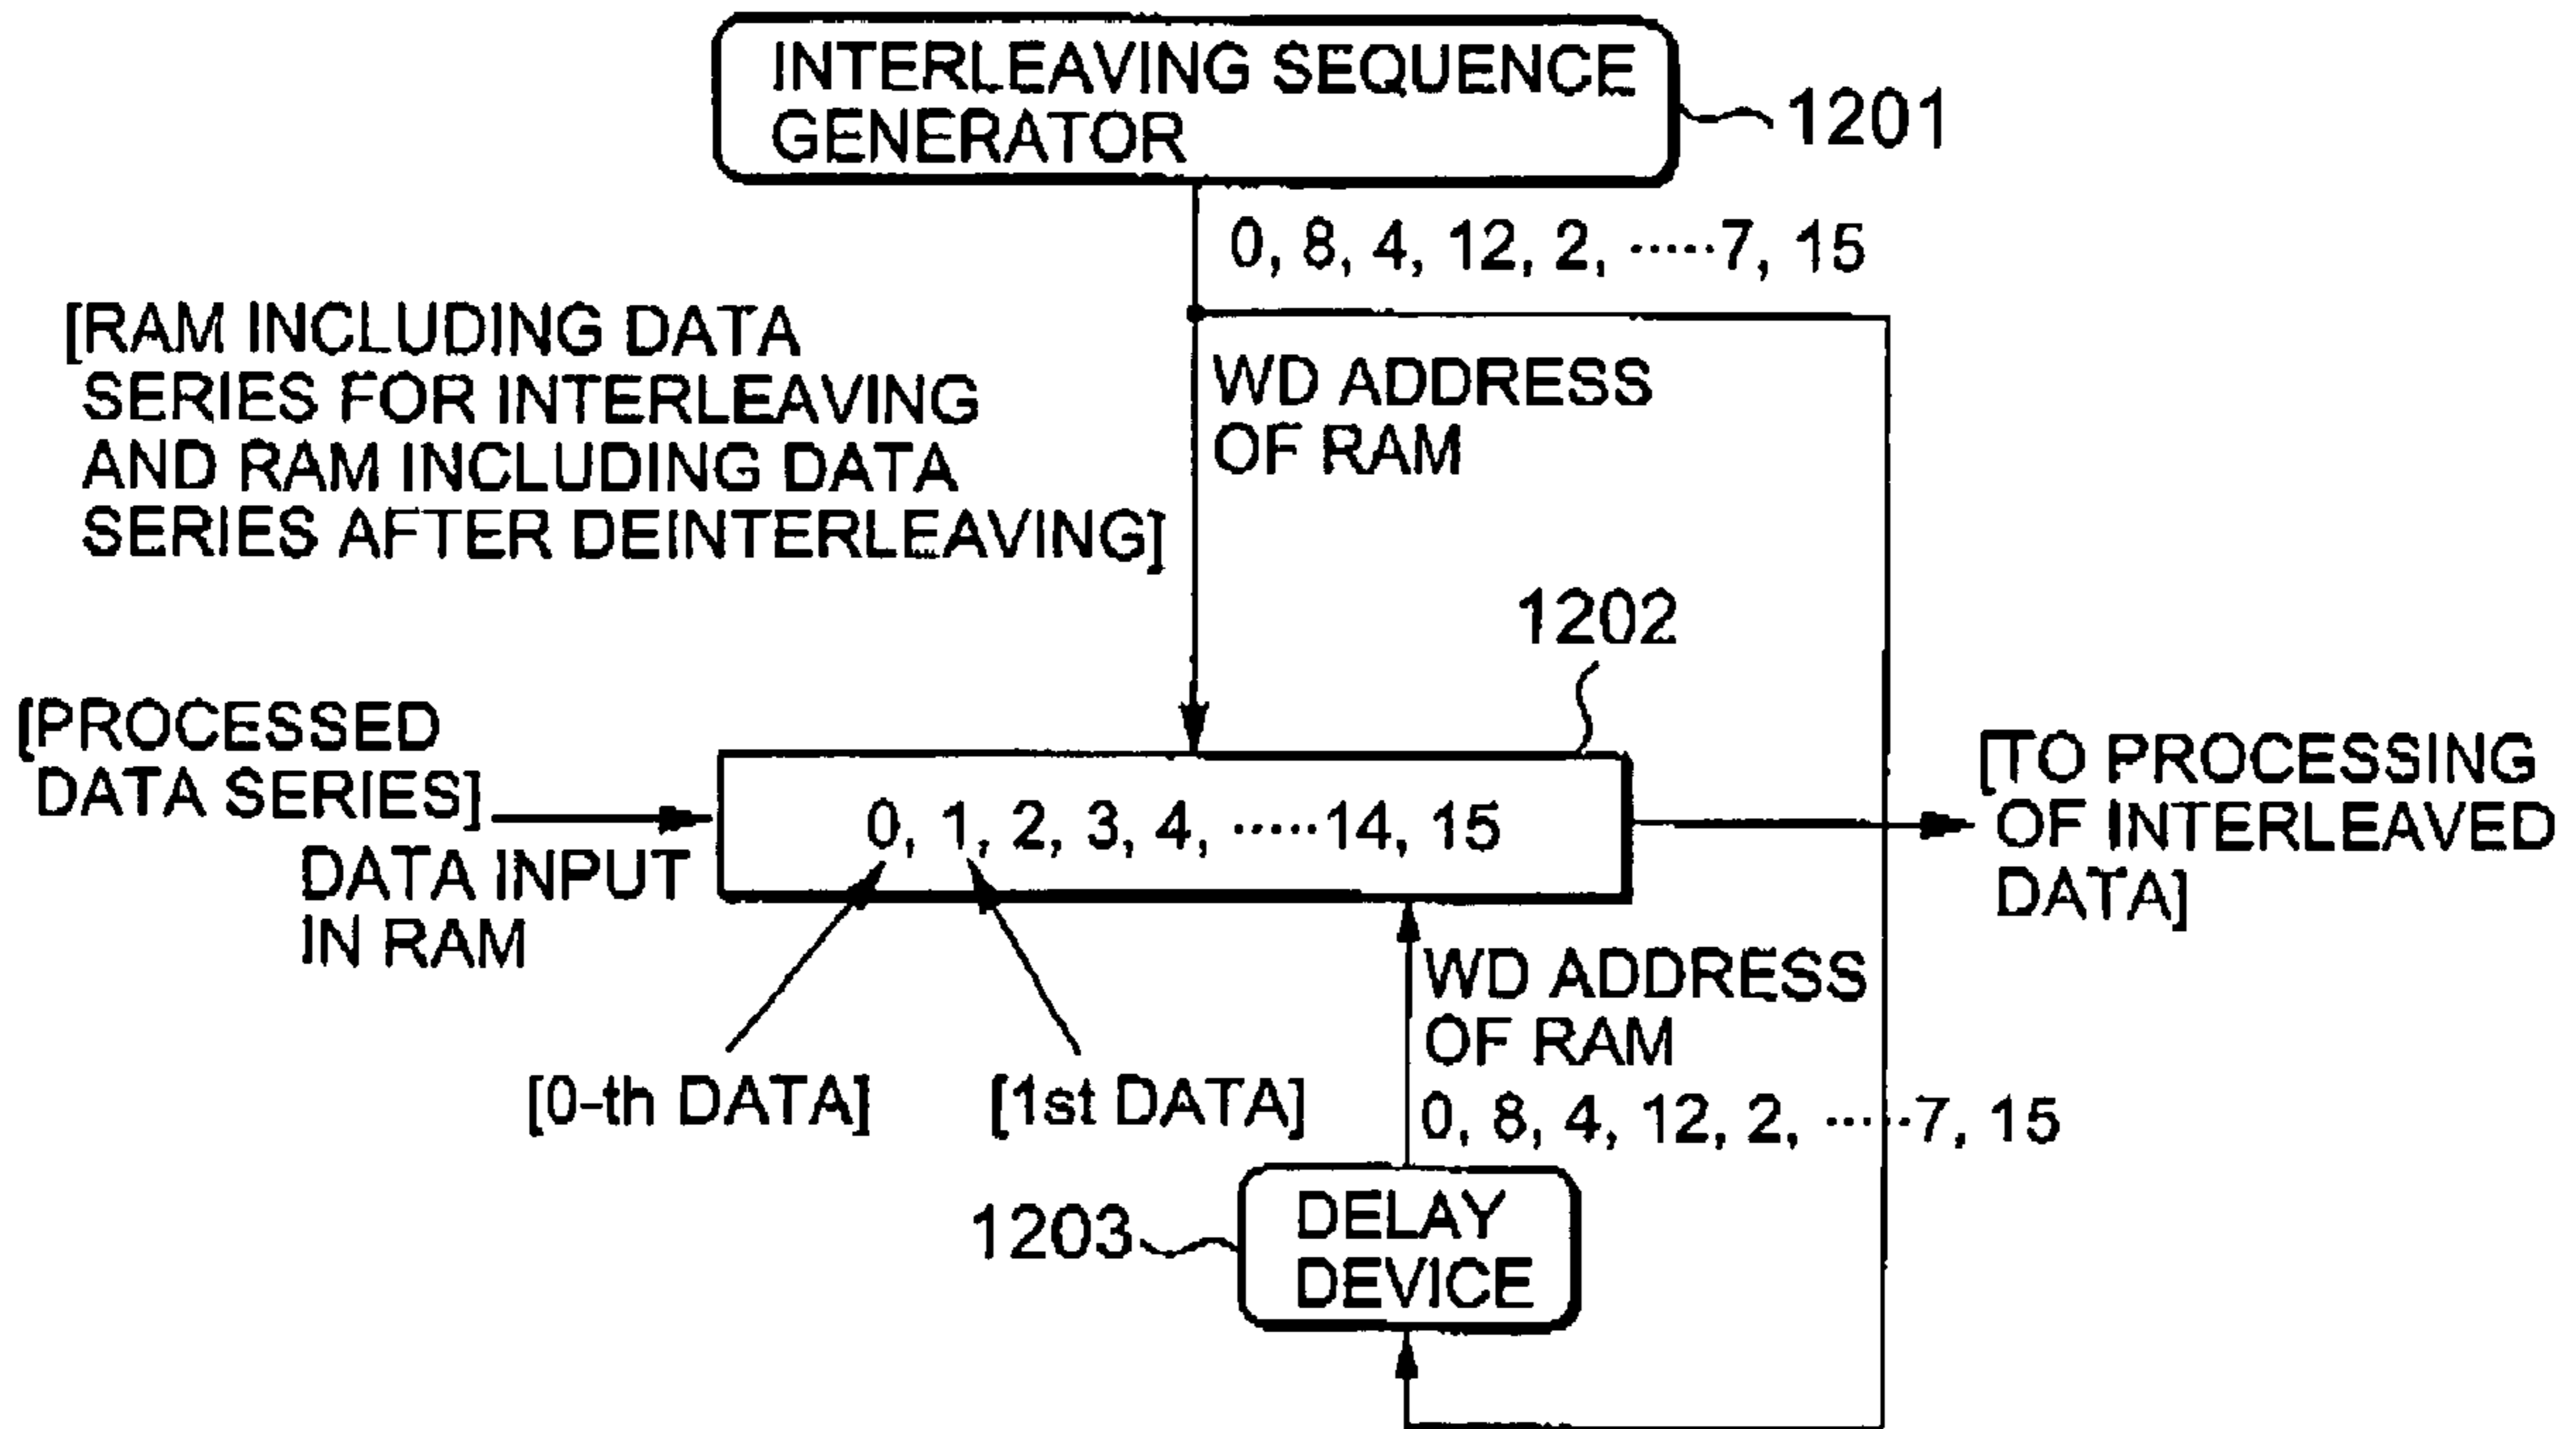 INTERLEAVING SEQUENCE
GENERATOR
1201
0, 8, 4, 12, 2, ·····7, 15
[RAM INCLUDING DATA
SERIES FOR INTERLEAVING
AND RAM INCLUDING DATA
SERIES AFTER DEINTERLEAVING]
WD ADDRESS
OF RAM
1202
[PROCESSED
DATA SERIES]
DATA INPUT
IN RAM
0, 1, 2, 3, 4, ·····14, 15
[TO PROCESSING
OF INTERLEAVED
DATA]
[0-th DATA]
[1st DATA]
WD ADDRESS
OF RAM
0, 8, 4, 12, 2, ·····7, 15
1203
DELAY
DEVICE